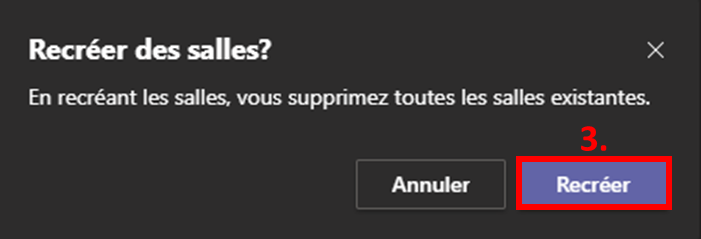 Recréer des salles?
En recréant les salles, vous supprimez toutes les salles existantes.
3.
Annuler
Recréer